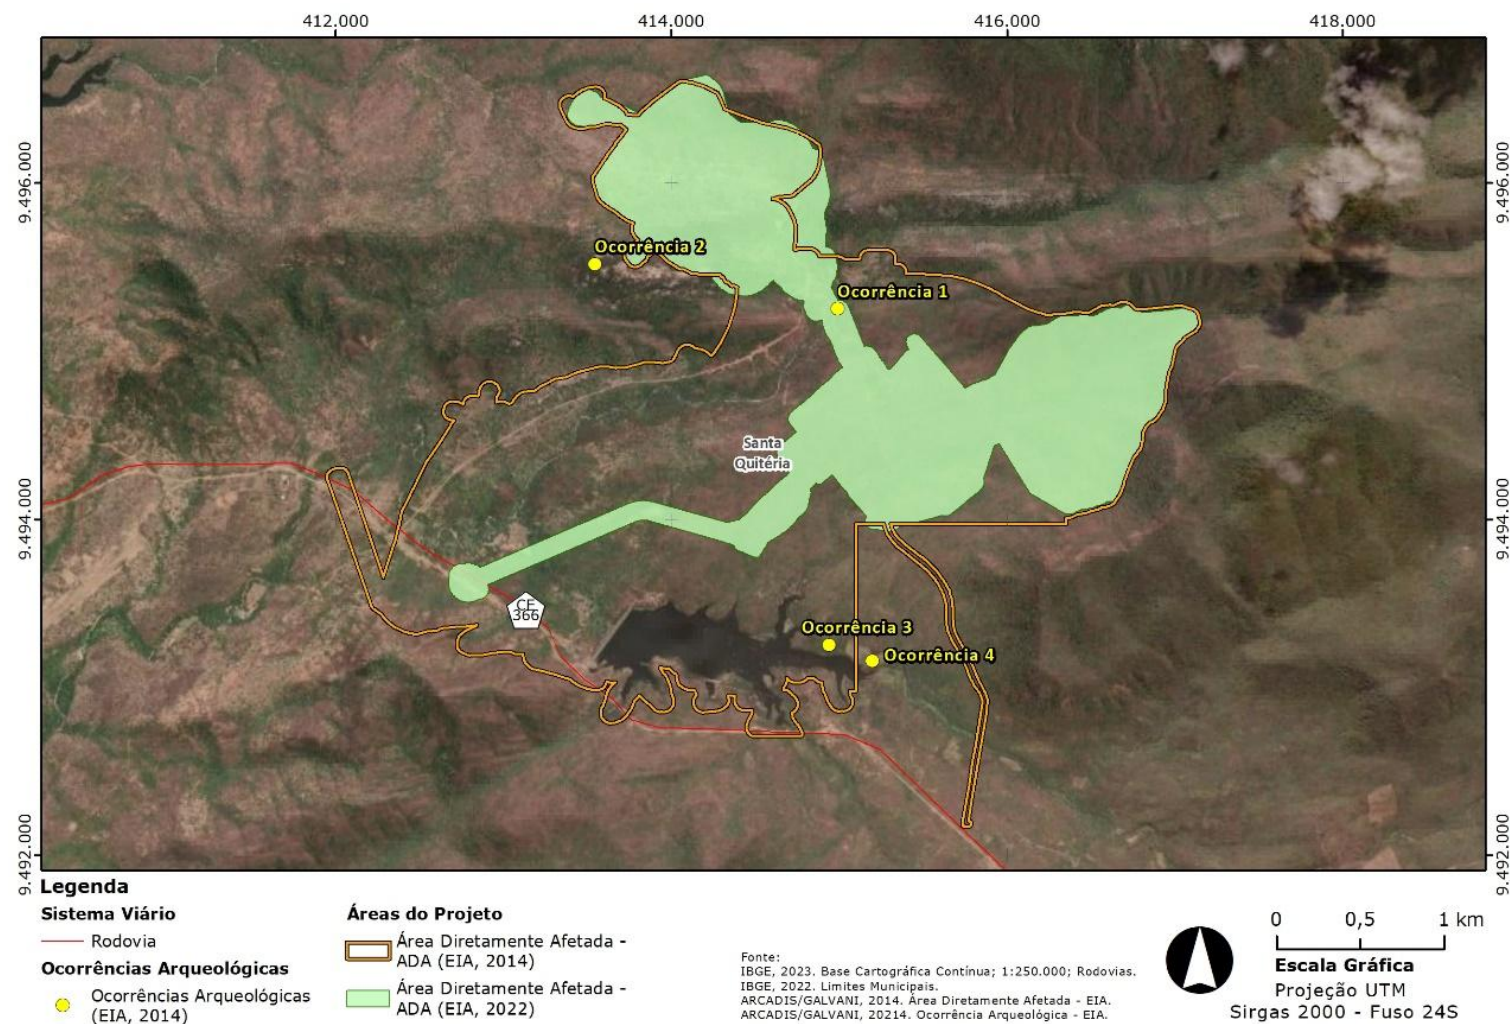 412.000
414.000
416.000
418.000
9.496.000
9.496.000
Ocorrência 2
Ocorrência 1
Santa
Quitéria
9.494.000
9.494.000
CE
366
Ocorrência 3
Ocorrência 4
9.492.000
9.492.000
Legenda
Sistema Viário
Rodovia
Ocorrências Arqueológicas
Ocorrências Arqueológicas
(EIA, 2014)
Áreas do Projeto
Área Diretamente Afetada -
ADA (EIA, 2014)
Área Diretamente Afetada -
ADA (EIA, 2022)
Fonte:
IBGE, 2023. Base Cartográfica Contínua; 1:250.000; Rodovias.
IBGE, 2022. Limites Municipais.
ARCADIS/GALVANI, 2014. Área Diretamente Afetada - EIA.
ARCADIS/GALVANI, 20214. Ocorrência Arqueológica - EIA.
0 0,5 1 km
Escala Gráfica
Projeção UTM
Sirgas 2000 - Fuso 24S